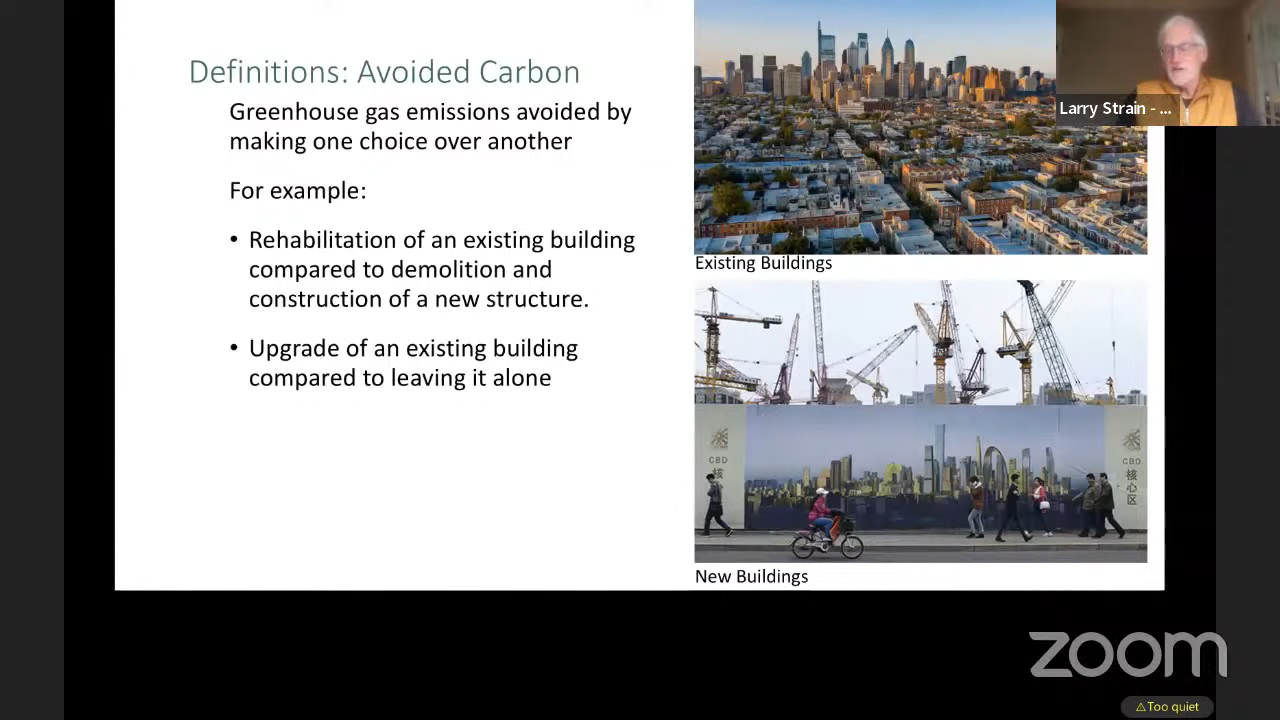 Definitions: Avoided Carbon
Greenhouse gas emissions avoided by
making one choice over another
For example:
• Rehabilitation of an existing building
compared to demolition and
construction of a new structure.
• Upgrade of an existing building
compared to leaving it alone
Larry Strain - ...
Existing Buildings
CBD
核
CBD
核
心
区
New Buildings
zoom
⚠Too quiet